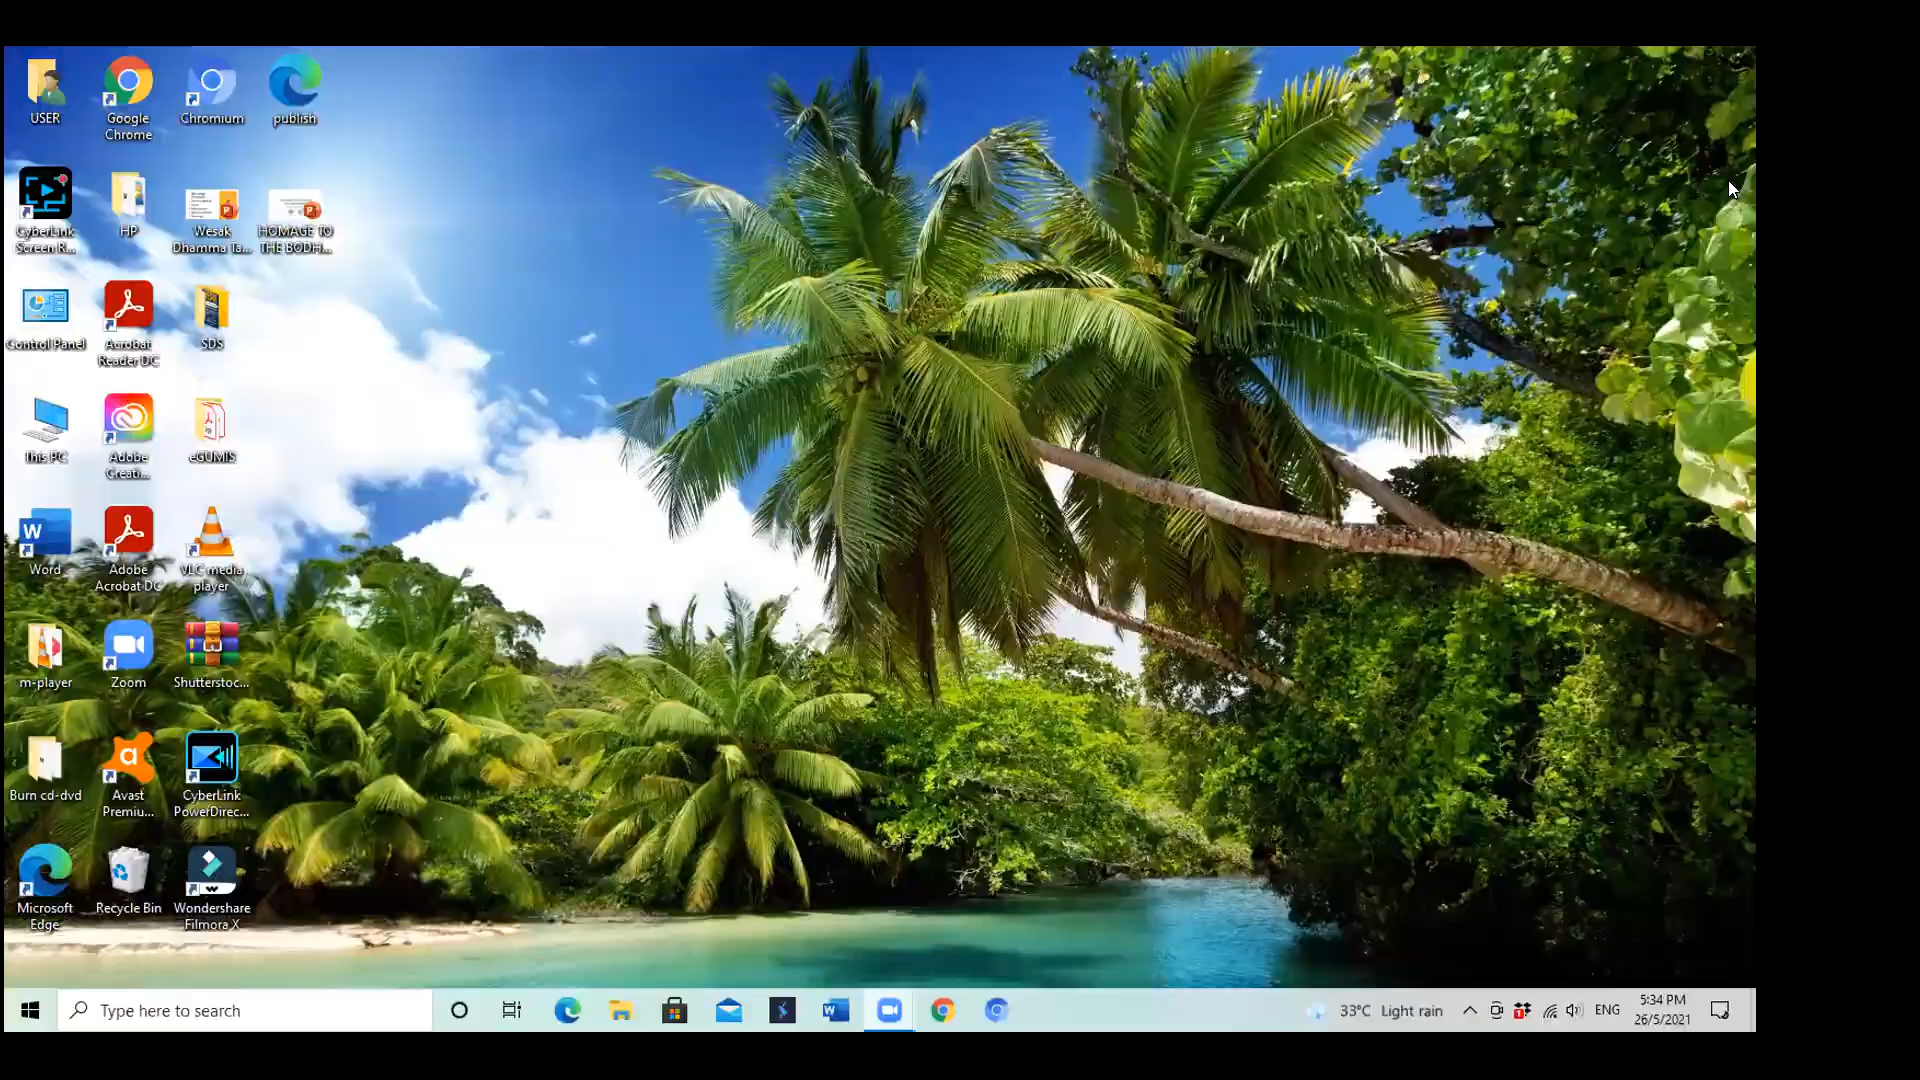 USER
Google
Chrome
Chromium
publish
CyberLink
Screen R...
HP
Wesak
Dhamma Ta...
HOMAGE TO
THE BODH...
Control Panel
Acrobat
Reader DC
SDS
This PC
Adobe
Creati...
eGUMIS
Word
Adobe
Acrobat DC
VLC media
player
m-player
Zoom
Shutterstoc...
Burn cd-dvd
Avast
Premiu...
CyberLink
PowerDirec...
Microsoft
Edge
Recycle Bin
Wondershare
Filmora X
Type here to search
33°C Light rain
ENG
5:34 PM
26/5/2021